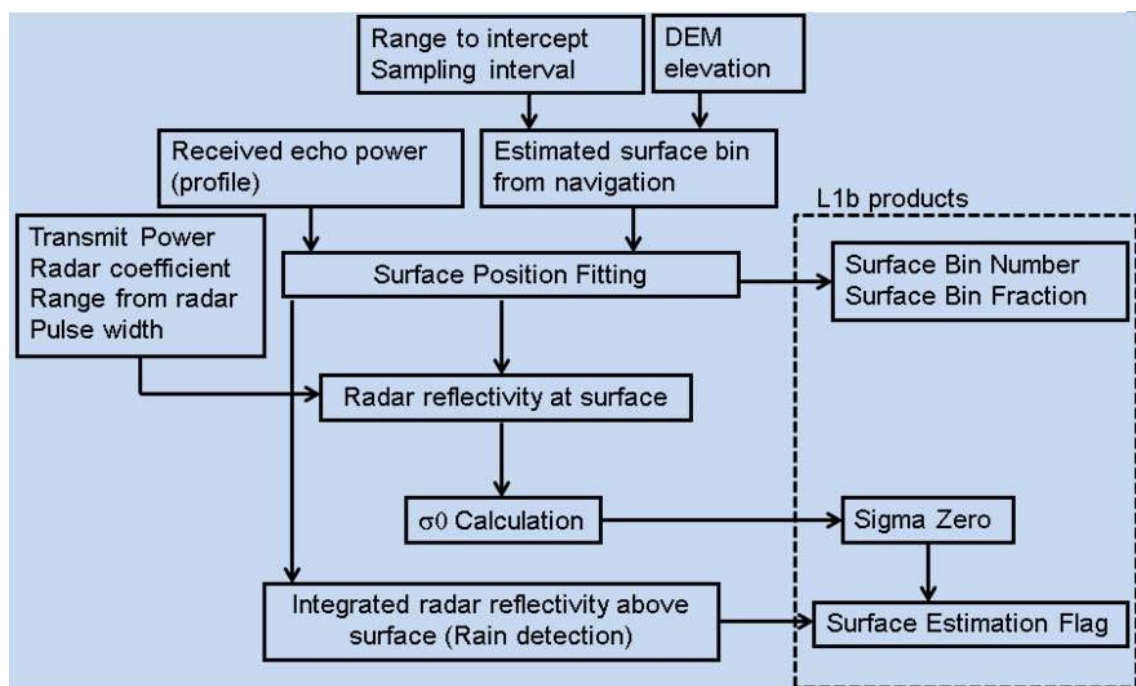 Range to intercept
Sampling interval
DEM
elevation
Received echo power
(profile)
Estimated surface bin
from navigation
L1b products
Transmit Power
Radar coefficient
Range from radar
Pulse width
Surface Position Fitting
Surface Bin Number
Surface Bin Fraction
Radar reflectivity at surface
σ0 Calculation
Sigma Zero
Integrated radar reflectivity above
surface (Rain detection)
Surface Estimation Flag